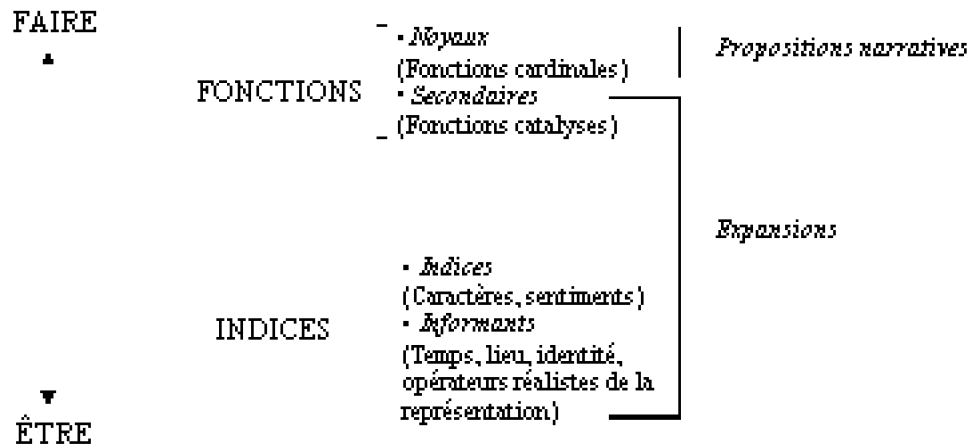 FAIRE
▪ Noyaux
Propositions narratives
(Fonctions cardinales)
FONCTIONS
▪ Secondaires
(Fonctions catalyses)
Expansions
▪ Indices
(Caractères, sentiments)
INDICES
▪ Informants
(Temps, lieu, identité,
opérateurs réalistes de la
représentation)
ÊTRE